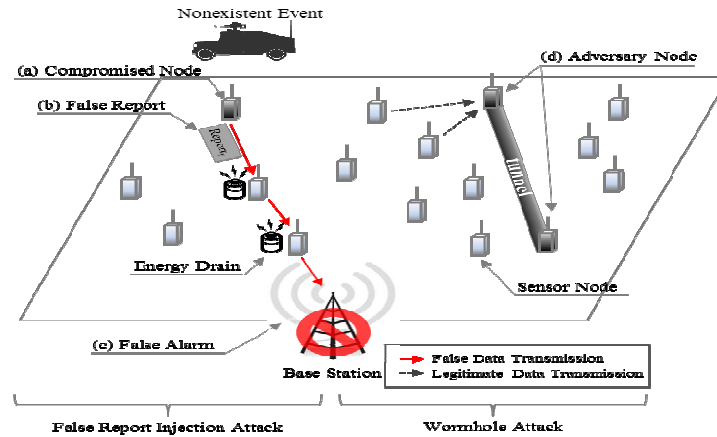 Nonexistent Event
(a) Compromised Node
(d) Adversary Node
(b) False Report
Report
Tunnel
Energy Drain
Sensor Node
(c) False Alarm
Base Station
False Data Transmission
Legitimate Data Transmission
False Report Injection Attack
Wormhole Attack